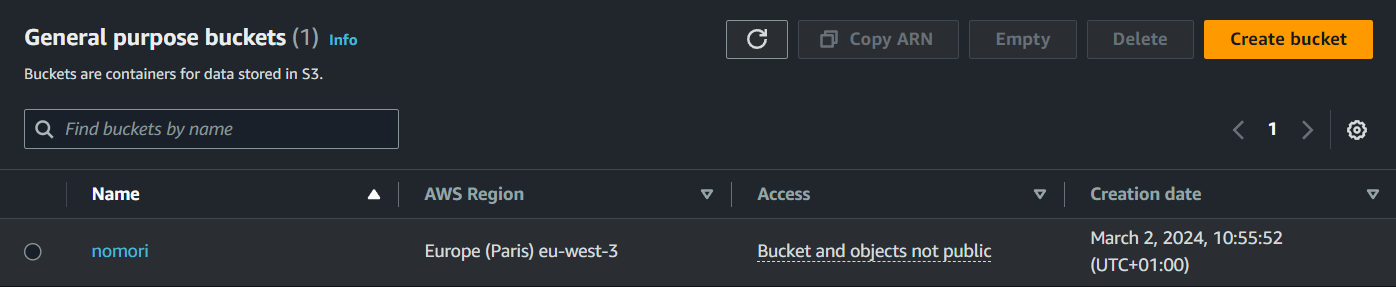 General purpose buckets (1) Info
Copy ARN
Empty
Delete
Create bucket
Buckets are containers for data stored in S3.
Find buckets by name
1
Name
AWS Region
Access
Creation date
nomori
Europe (Paris) eu-west-3
Bucket and objects not public
March 2, 2024, 10:55:52
(UTC+01:00)